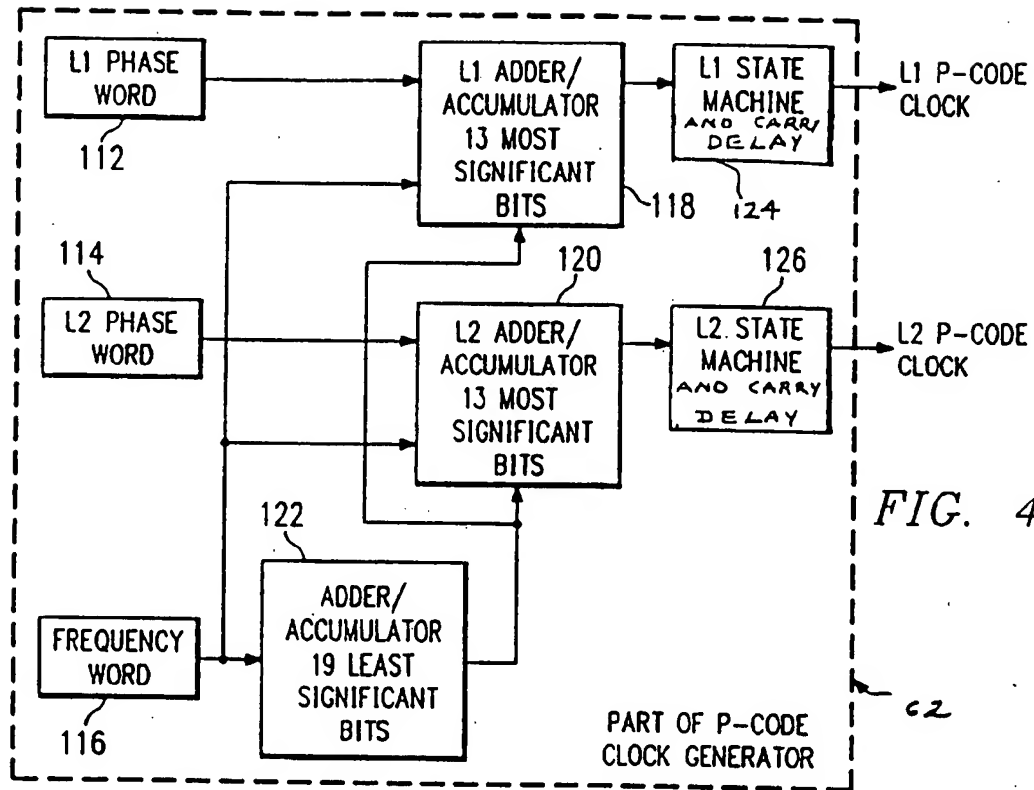 L1 PHASE
WORD
112
L1 ADDER/
ACCUMULATOR
13 MOST
SIGNIFICANT
BITS
118
L1 STATE
MACHINE
AND CARRY
DELAY
124
L1 P-CODE
CLOCK
114
L2 PHASE
WORD
120
L2 ADDER/
ACCUMULATOR
13 MOST
SIGNIFICANT
BITS
126
L2 STATE
MACHINE
AND CARRY
DELAY
L2 P-CODE
CLOCK
FIG. 4
122
ADDER/
ACCUMULATOR
19 LEAST
SIGNIFICANT
BITS
FREQUENCY
WORD
116
PART OF P-CODE
CLOCK GENERATOR
62